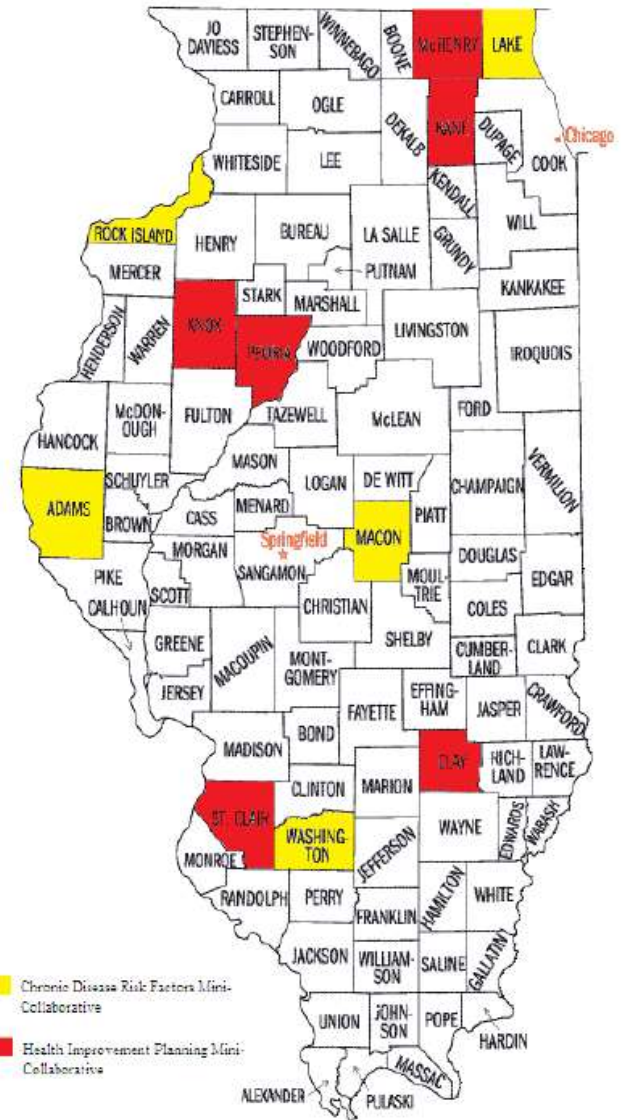 JO
DAVIESS
STEPHEN-
SON
WINNEBAGO
BOONE
McHENRY
LAKE
CARROLL
OGLE
DEKALB
KANE
DUPAGE
COOK
Chicago
WHITESIDE
LEE
KENDALL
ROCK ISLAND
HENRY
BUREAU
LA SALLE
GRUNDY
WILL
MERCER
PUTNAM
KANKAKEE
HENDERSON
WARREN
KNOX
STARK
MARSHALL
PEORIA
WOODFORD
LIVINGSTON
IROQUOIS
HANCOCK
McDON-
OUGH
FULTON
TAZEWELL
McLEAN
FORD
VERMILION
MASON
ADAMS
SCHUYLER
BROWN
CASS
MENARD
LOGAN
DE WITT
PIATT
CHAMPAIGN
MACON
Springfield
SANGAMON
MORGAN
SCOTT
PIKE
CALHOUN
CHRISTIAN
MOUL-
TRIE
DOUGLAS
EDGAR
COLES
SHELBY
CUMBER-
LAND
CLARK
GREENE
MACOUPIN
MONT-
GOMERY
JERSEY
FAYETTE
EFFING-
HAM
JASPER
CRAWFORD
MADISON
BOND
CLAY
RICH-
LAND
LAW-
RENCE
CLINTON
MARION
ST. CLAIR
WASHING-
TON
JEFFERSON
WAYNE
EDWARDS
WABASH
MONROE
RANDOLPH
PERRY
FRANKLIN
HAMILTON
WHITE
JACKSON
WILLIAM-
SON
SALINE
GALLATIN
UNION
JOHN-
SON
POPE
HARDIN
ALEXANDER
PULASKI
MASSAC
Chronic Disease Risk Factors Mini-
Collaborative
Health Improvement Planning Mini-
Collaborative